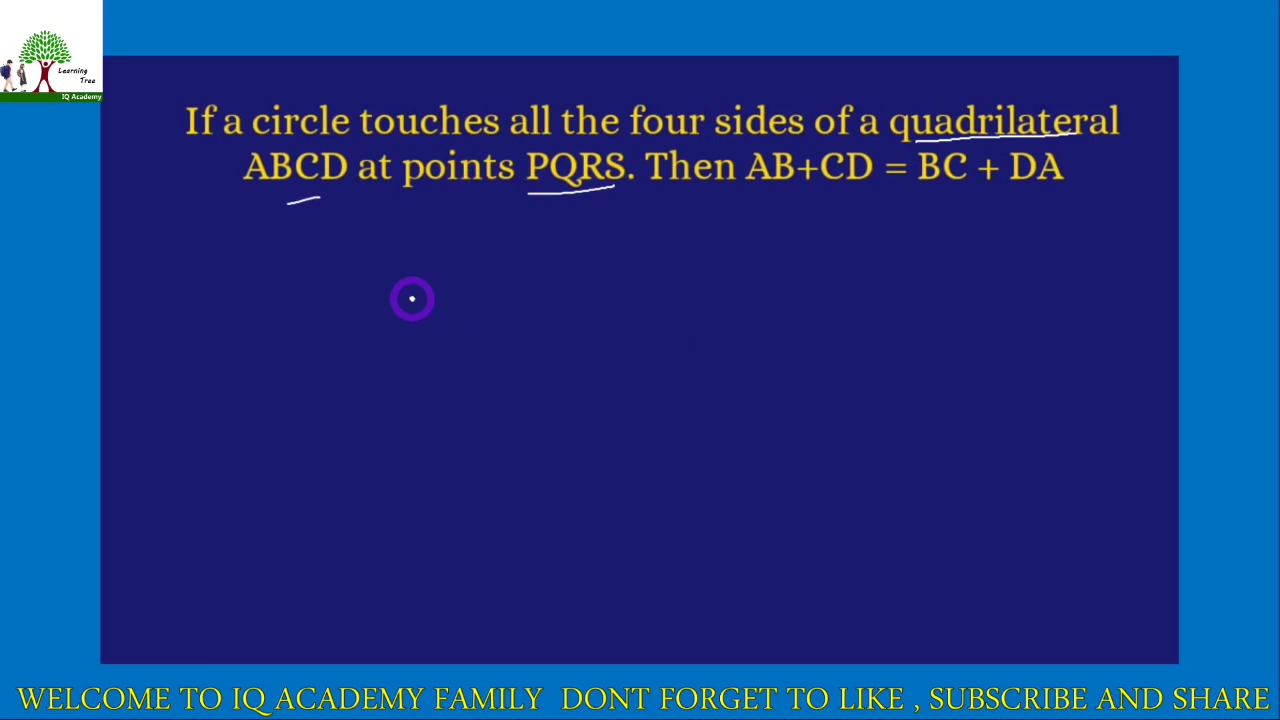 Learning
Tree
IQ Academy
If a circle touches all the four sides of a quadrilateral
ABCD at points PQRS. Then AB+CD = BC + DA
WELCOME TO IQ ACADEMY FAMILY DONT FORGET TO LIKE , SUBSCRIBE AND SHARE